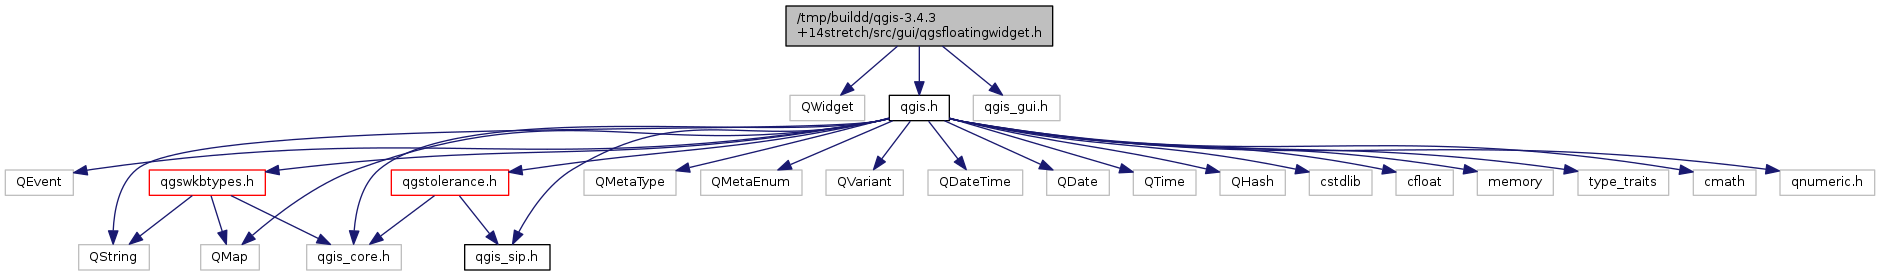 /tmp/buildd/qgis-3.4.3
+14stretch/src/gui/qgsfloatingwidget.h
QWidget
qgis.h
qgis_gui.h
QEvent
qgswkbtypes.h
qgstolerance.h
QMetaType
QMetaEnum
QVariant
QDateTime
QDate
QTime
QHash
cstdlib
cfloat
memory
type_traits
cmath
qnumeric.h
QString
QMap
qgis_core.h
qgis_sip.h